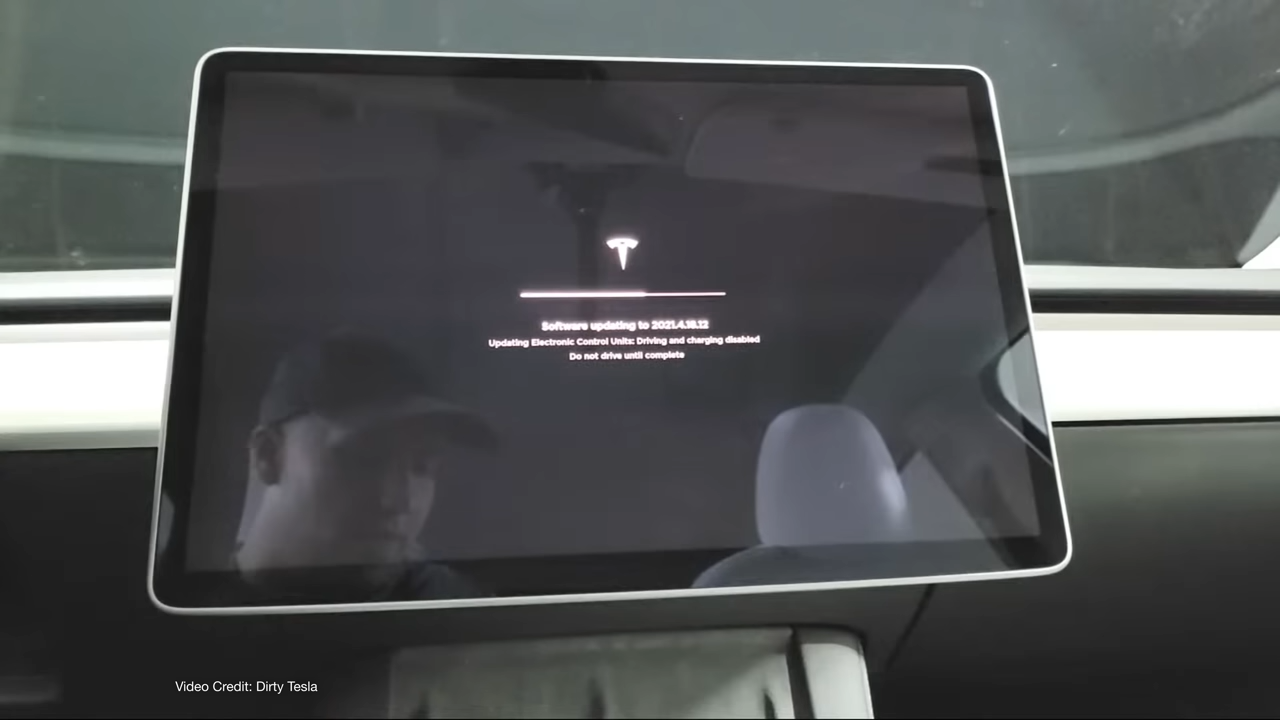 Software updating to 2021.4.18.12
Updating Electronic Control Units: Driving and charging disabled
Do not drive until complete
Video Credit: Dirty Tesla